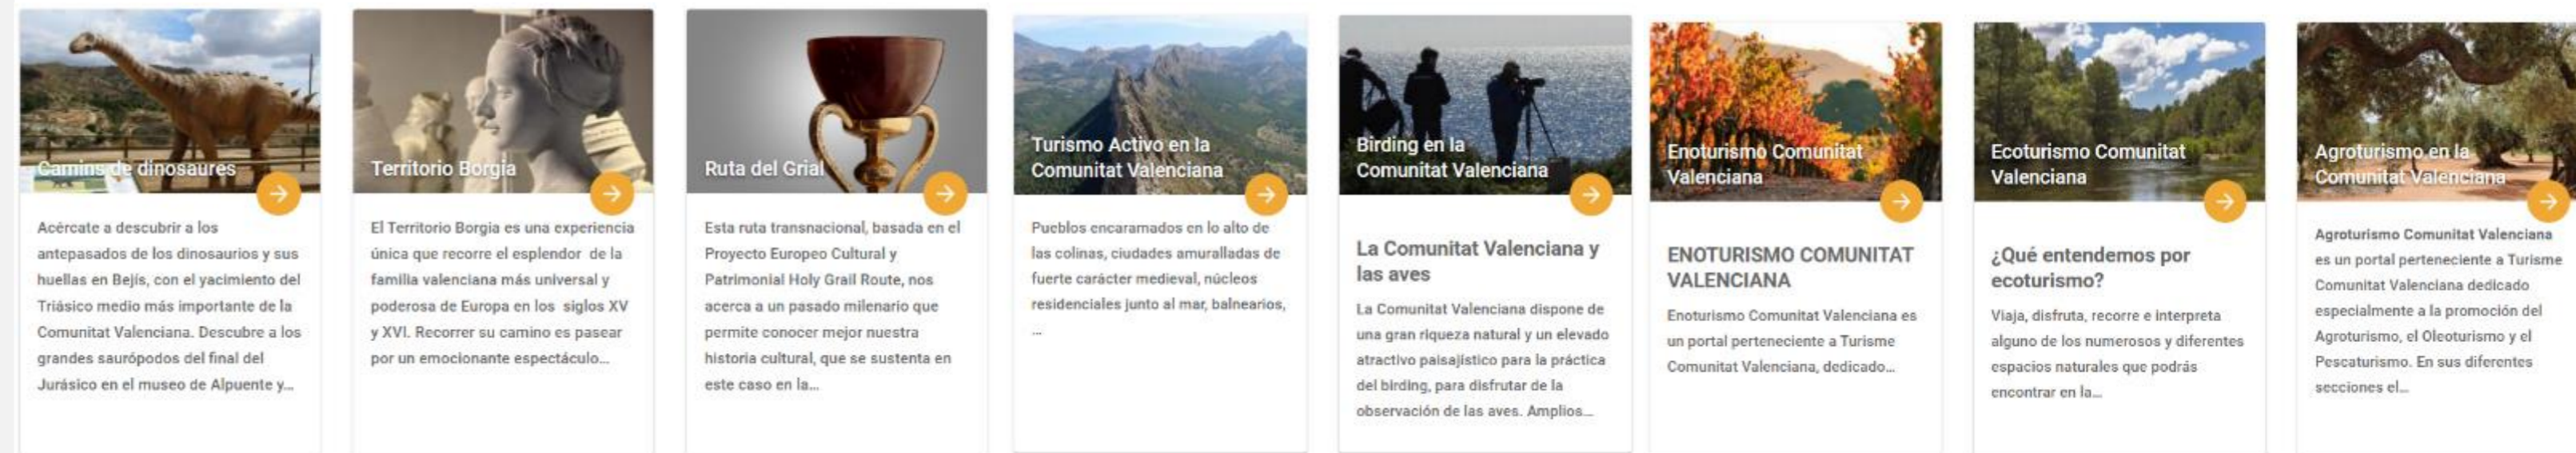 Camins de dinosaures
Acércate a descubrir a los
antepasados de los dinosaurios y sus
huellas en Bejís, con el yacimiento del
Triásico medio más importante de la
Comunitat Valenciana. Descubre a los
grandes saurópodos del final del
Jurásico en el museo de Alpuente y...
Territorio Borgia
El Territorio Borgia es una experiencia
única que recorre el esplendor de la
familia valenciana más universal y
poderosa de Europa en los siglos XV
y XVI. Recorrer su camino es pasear
por un emocionante espectáculo...
Ruta del Grial
Esta ruta transnacional, basada en el
Proyecto Europeo Cultural y
Patrimonial Holy Grail Route, nos
acerca a un pasado milenario que
permite conocer mejor nuestra
historia cultural, que se sustenta en
este caso en la...
Turismo Activo en la
Comunitat Valenciana
Pueblos encaramados en lo alto de
las colinas, ciudades amuralladas de
fuerte carácter medieval, núcleos
residenciales junto al mar, balnearios,
...
Birding en la
Comunitat Valenciana
La Comunitat Valenciana y
las aves
La Comunitat Valenciana dispone de
una gran riqueza natural y un elevado
atractivo paisajístico para la práctica
del birding, para disfrutar de la
observación de las aves. Amplios...
Enoturismo Comunitat
Valenciana
ENOTURISMO COMUNITAT
VALENCIANA
Enoturismo Comunitat Valenciana es
un portal perteneciente a Turisme
Comunitat Valenciana, dedicado...
Ecoturismo Comunitat
Valenciana
¿Qué entendemos por
ecoturismo?
Viaja, disfruta, recorre e interpreta
alguno de los numerosos y diferentes
espacios naturales que podrás
encontrar en la...
Agroturismo en la
Comunitat Valenciana
Agroturismo Comunitat Valenciana
es un portal perteneciente a Turisme
Comunitat Valenciana dedicado
especialmente a la promoción del
Agroturismo, el Oleoturismo y el
Pescaturismo. En sus diferentes
secciones el...